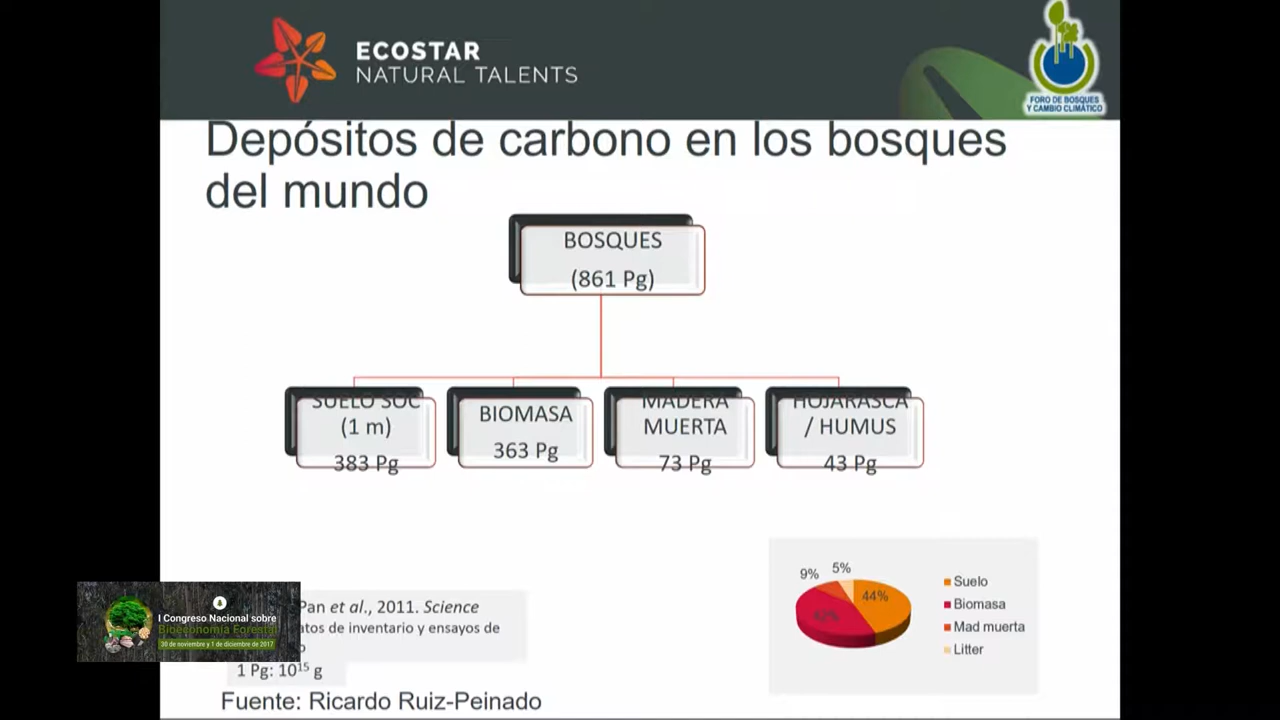 ECOSTAR
NATURAL TALENTS
FORO DE BOSQUES
Y CAMBIO CLIMÁTICO
Depósitos de carbono en los bosques
del mundo
BOSQUES
(861 Pg)
SUELO SOC
(1 m)
383 Pg
BIOMASA
363 Pg
MADERA
MUERTA
73 Pg
HOJARASCA
/ HUMUS
43 Pg
9%
5%
44%
42%
Suelo
Biomasa
Mad muerta
Litter
I Congreso Nacional sobre
Bioeconomía Forestal
30 de noviembre y 1 de diciembre de 2017
Pan et al., 2011. Science
atos de inventario y ensayos de
o
1 Pg: 10¹⁵ g
Fuente: Ricardo Ruiz-Peinado